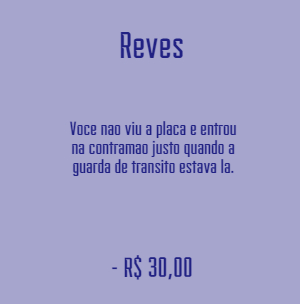 Reves
Voce nao viu a placa e entrou
na contramao justo quando a
guarda de transito estava la.
- R$ 30,00